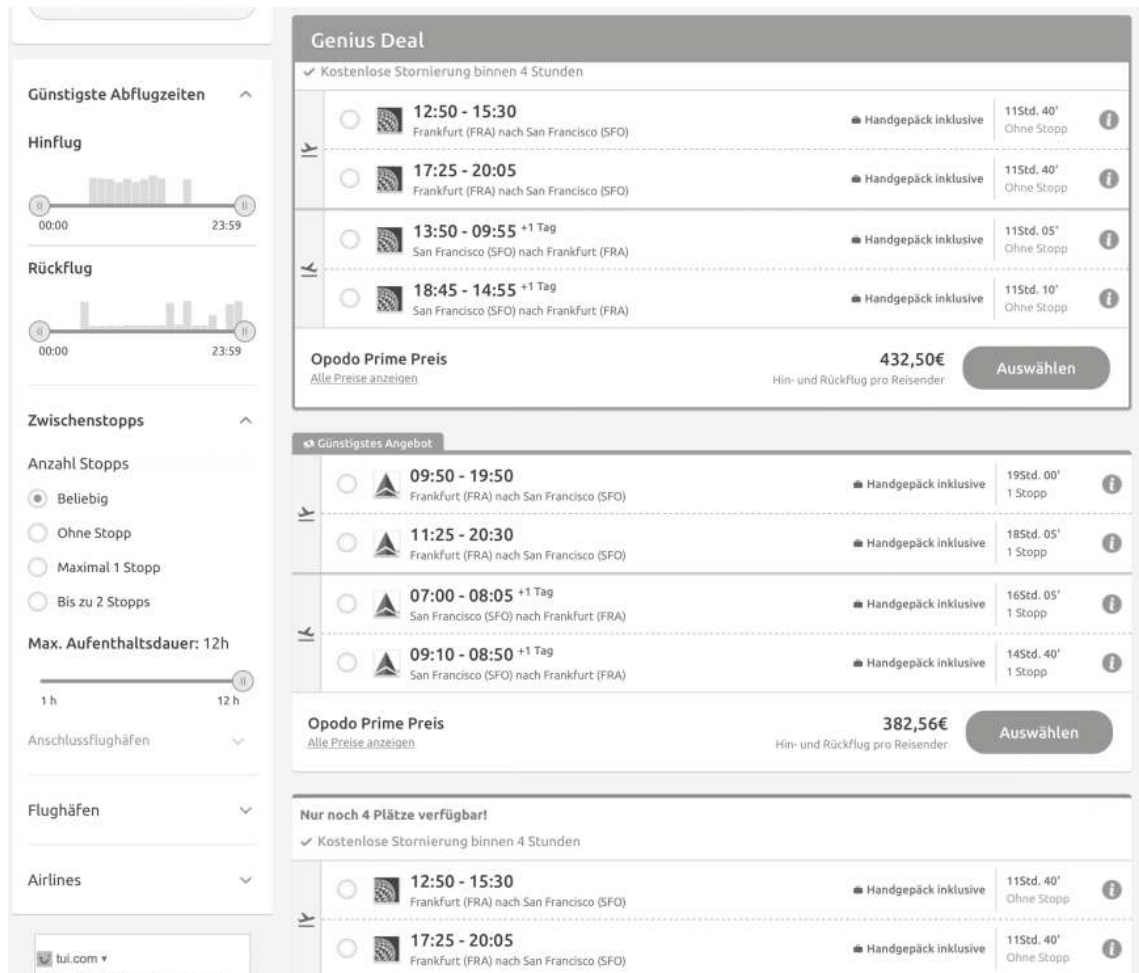 Günstigste Abflugzeiten
Hinflug
00:00 23:59
Rückflug
00:00 23:59
Zwischenstopps
Anzahl Stopps
Beliebig
Ohne Stopp
Maximal 1 Stopp
Bis zu 2 Stopps
Max. Aufenthaltsdauer: 12h
1 h 12 h
Anschlussflughäfen
Flughäfen
Airlines
tui.com
Genius Deal
Kostenlose Stornierung binnen 4 Stunden
12:50 - 15:30
Frankfurt (FRA) nach San Francisco (SFO)
Handgepäck inklusive
11Std. 40'
Ohne Stopp
17:25 - 20:05
Frankfurt (FRA) nach San Francisco (SFO)
Handgepäck inklusive
11Std. 40'
Ohne Stopp
13:50 - 09:55 +1 Tag
San Francisco (SFO) nach Frankfurt (FRA)
Handgepäck inklusive
11Std. 05'
Ohne Stopp
18:45 - 14:55 +1 Tag
San Francisco (SFO) nach Frankfurt (FRA)
Handgepäck inklusive
11Std. 10'
Ohne Stopp
Opodo Prime Preis
Alle Preise anzeigen
432,50€
Hin- und Rückflug pro Reisender
Auswählen
Günstigstes Angebot
09:50 - 19:50
Frankfurt (FRA) nach San Francisco (SFO)
Handgepäck inklusive
19Std. 00'
1 Stopp
11:25 - 20:30
Frankfurt (FRA) nach San Francisco (SFO)
Handgepäck inklusive
18Std. 05'
1 Stopp
07:00 - 08:05 +1 Tag
San Francisco (SFO) nach Frankfurt (FRA)
Handgepäck inklusive
16Std. 05'
1 Stopp
09:10 - 08:50 +1 Tag
San Francisco (SFO) nach Frankfurt (FRA)
Handgepäck inklusive
14Std. 40'
1 Stopp
Opodo Prime Preis
Alle Preise anzeigen
382,56€
Hin- und Rückflug pro Reisender
Auswählen
Nur noch 4 Plätze verfügbar!
Kostenlose Stornierung binnen 4 Stunden
12:50 - 15:30
Frankfurt (FRA) nach San Francisco (SFO)
Handgepäck inklusive
11Std. 40'
Ohne Stopp
17:25 - 20:05
Frankfurt (FRA) nach San Francisco (SFO)
Handgepäck inklusive
11Std. 40'
Ohne Stopp